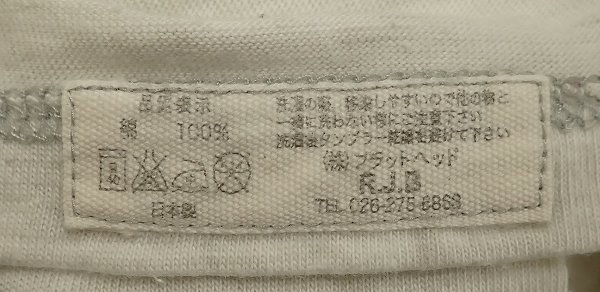 品質表示
綿 100%
日本製
洗濯の際、移染しやすいので他の物と
一緒に洗わない様にご注意下さい
洗濯後タンブラー乾燥を避けて下さい
(株)フラットヘッド
R.J.B
TEL.026-275-6868